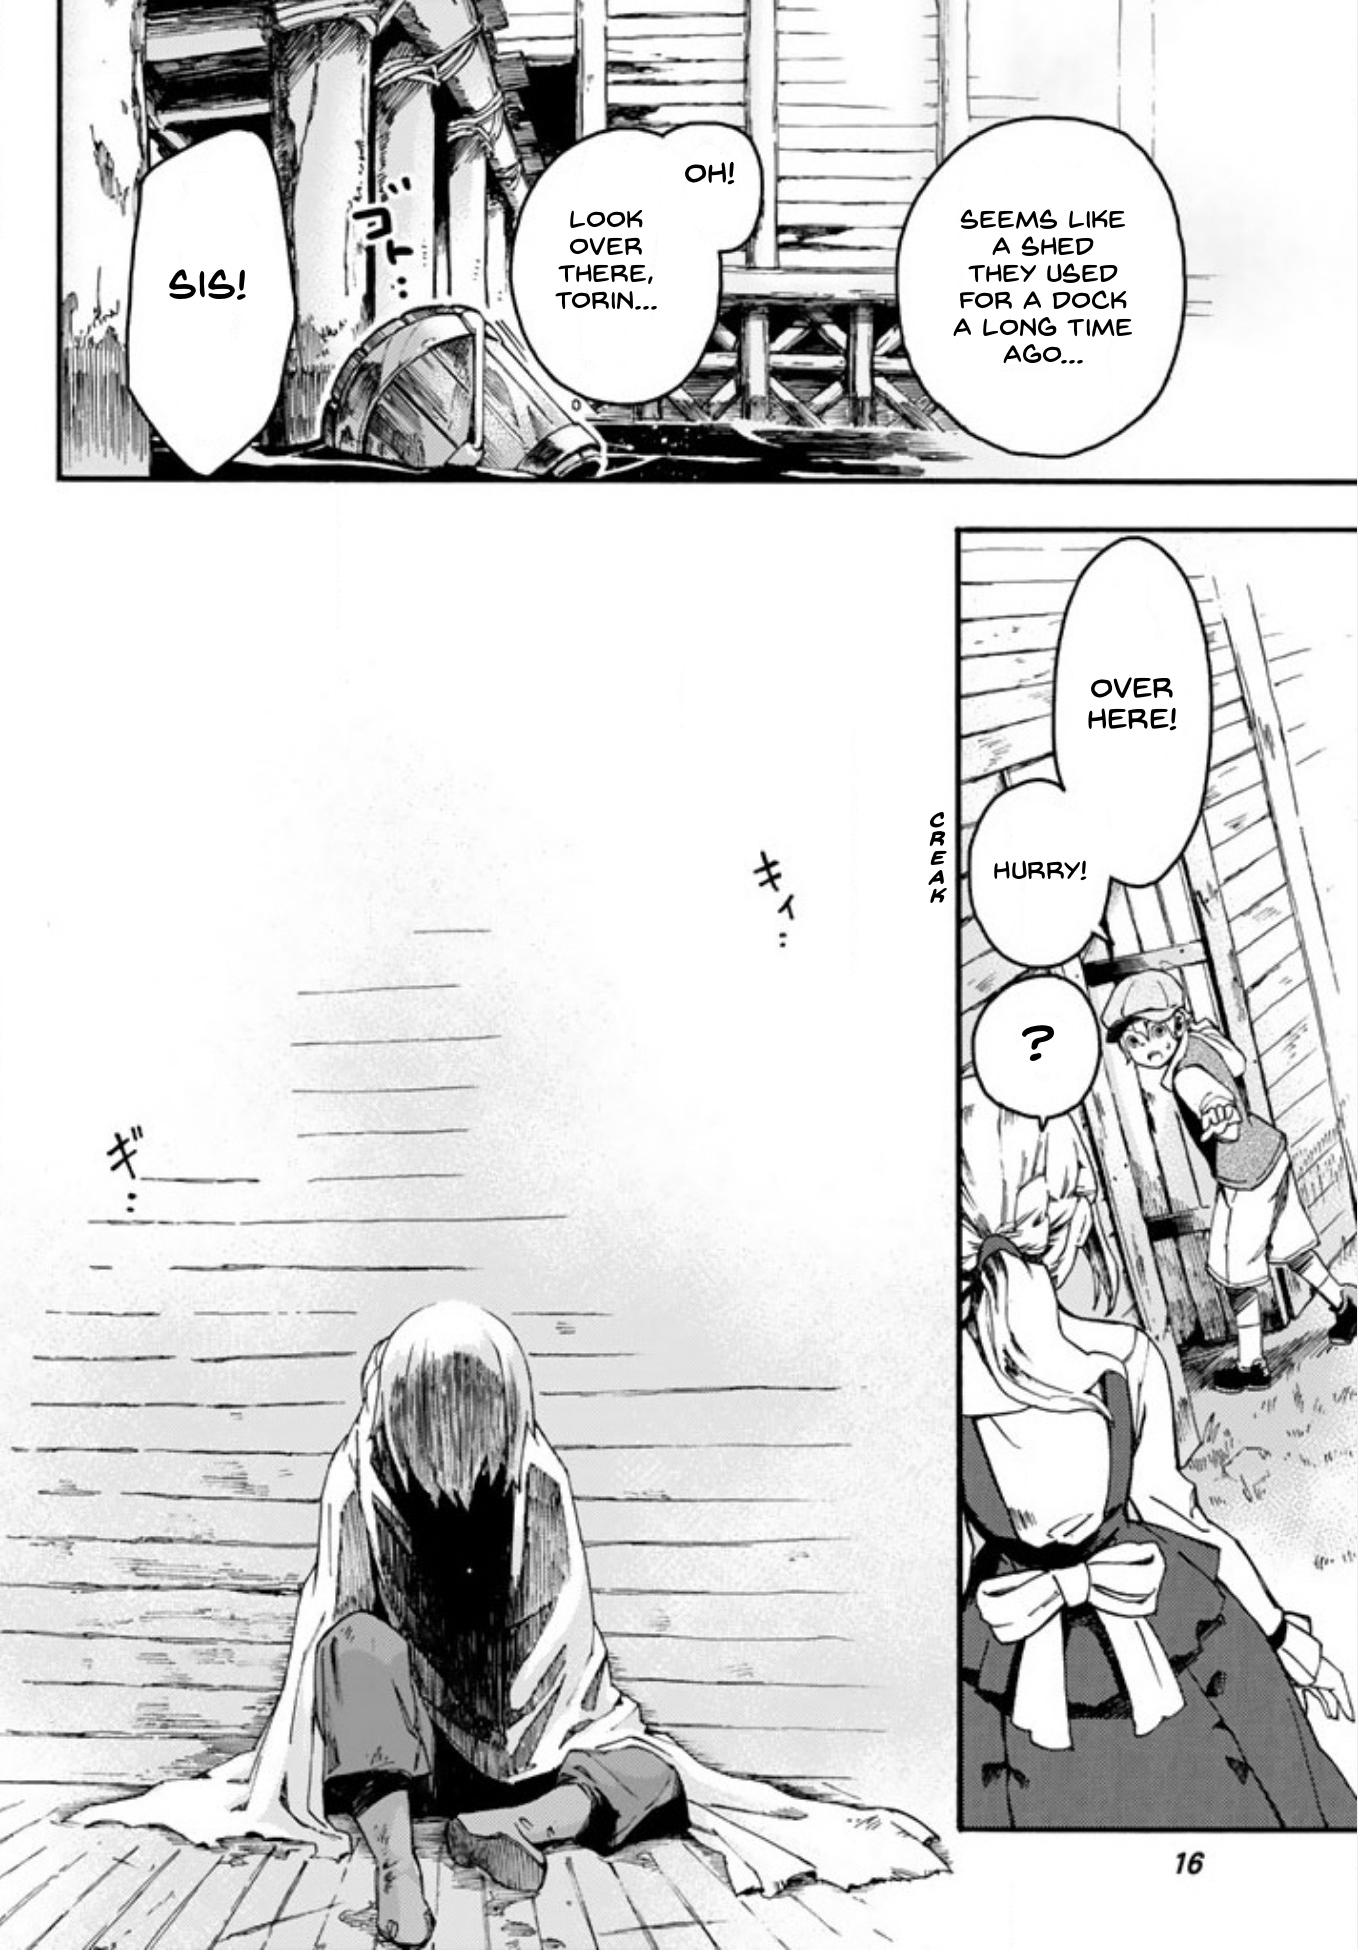 SEEMS LIKE
A SHED
THEY USED
FOR A DOCK
A LONG TIME
AGO...
OH!
LOOK
OVER
THERE,
TORIN...
ゴトッ...
SIS!
OVER
HERE!
HURRY!
?
CREAK
キィ...
ギ...
16